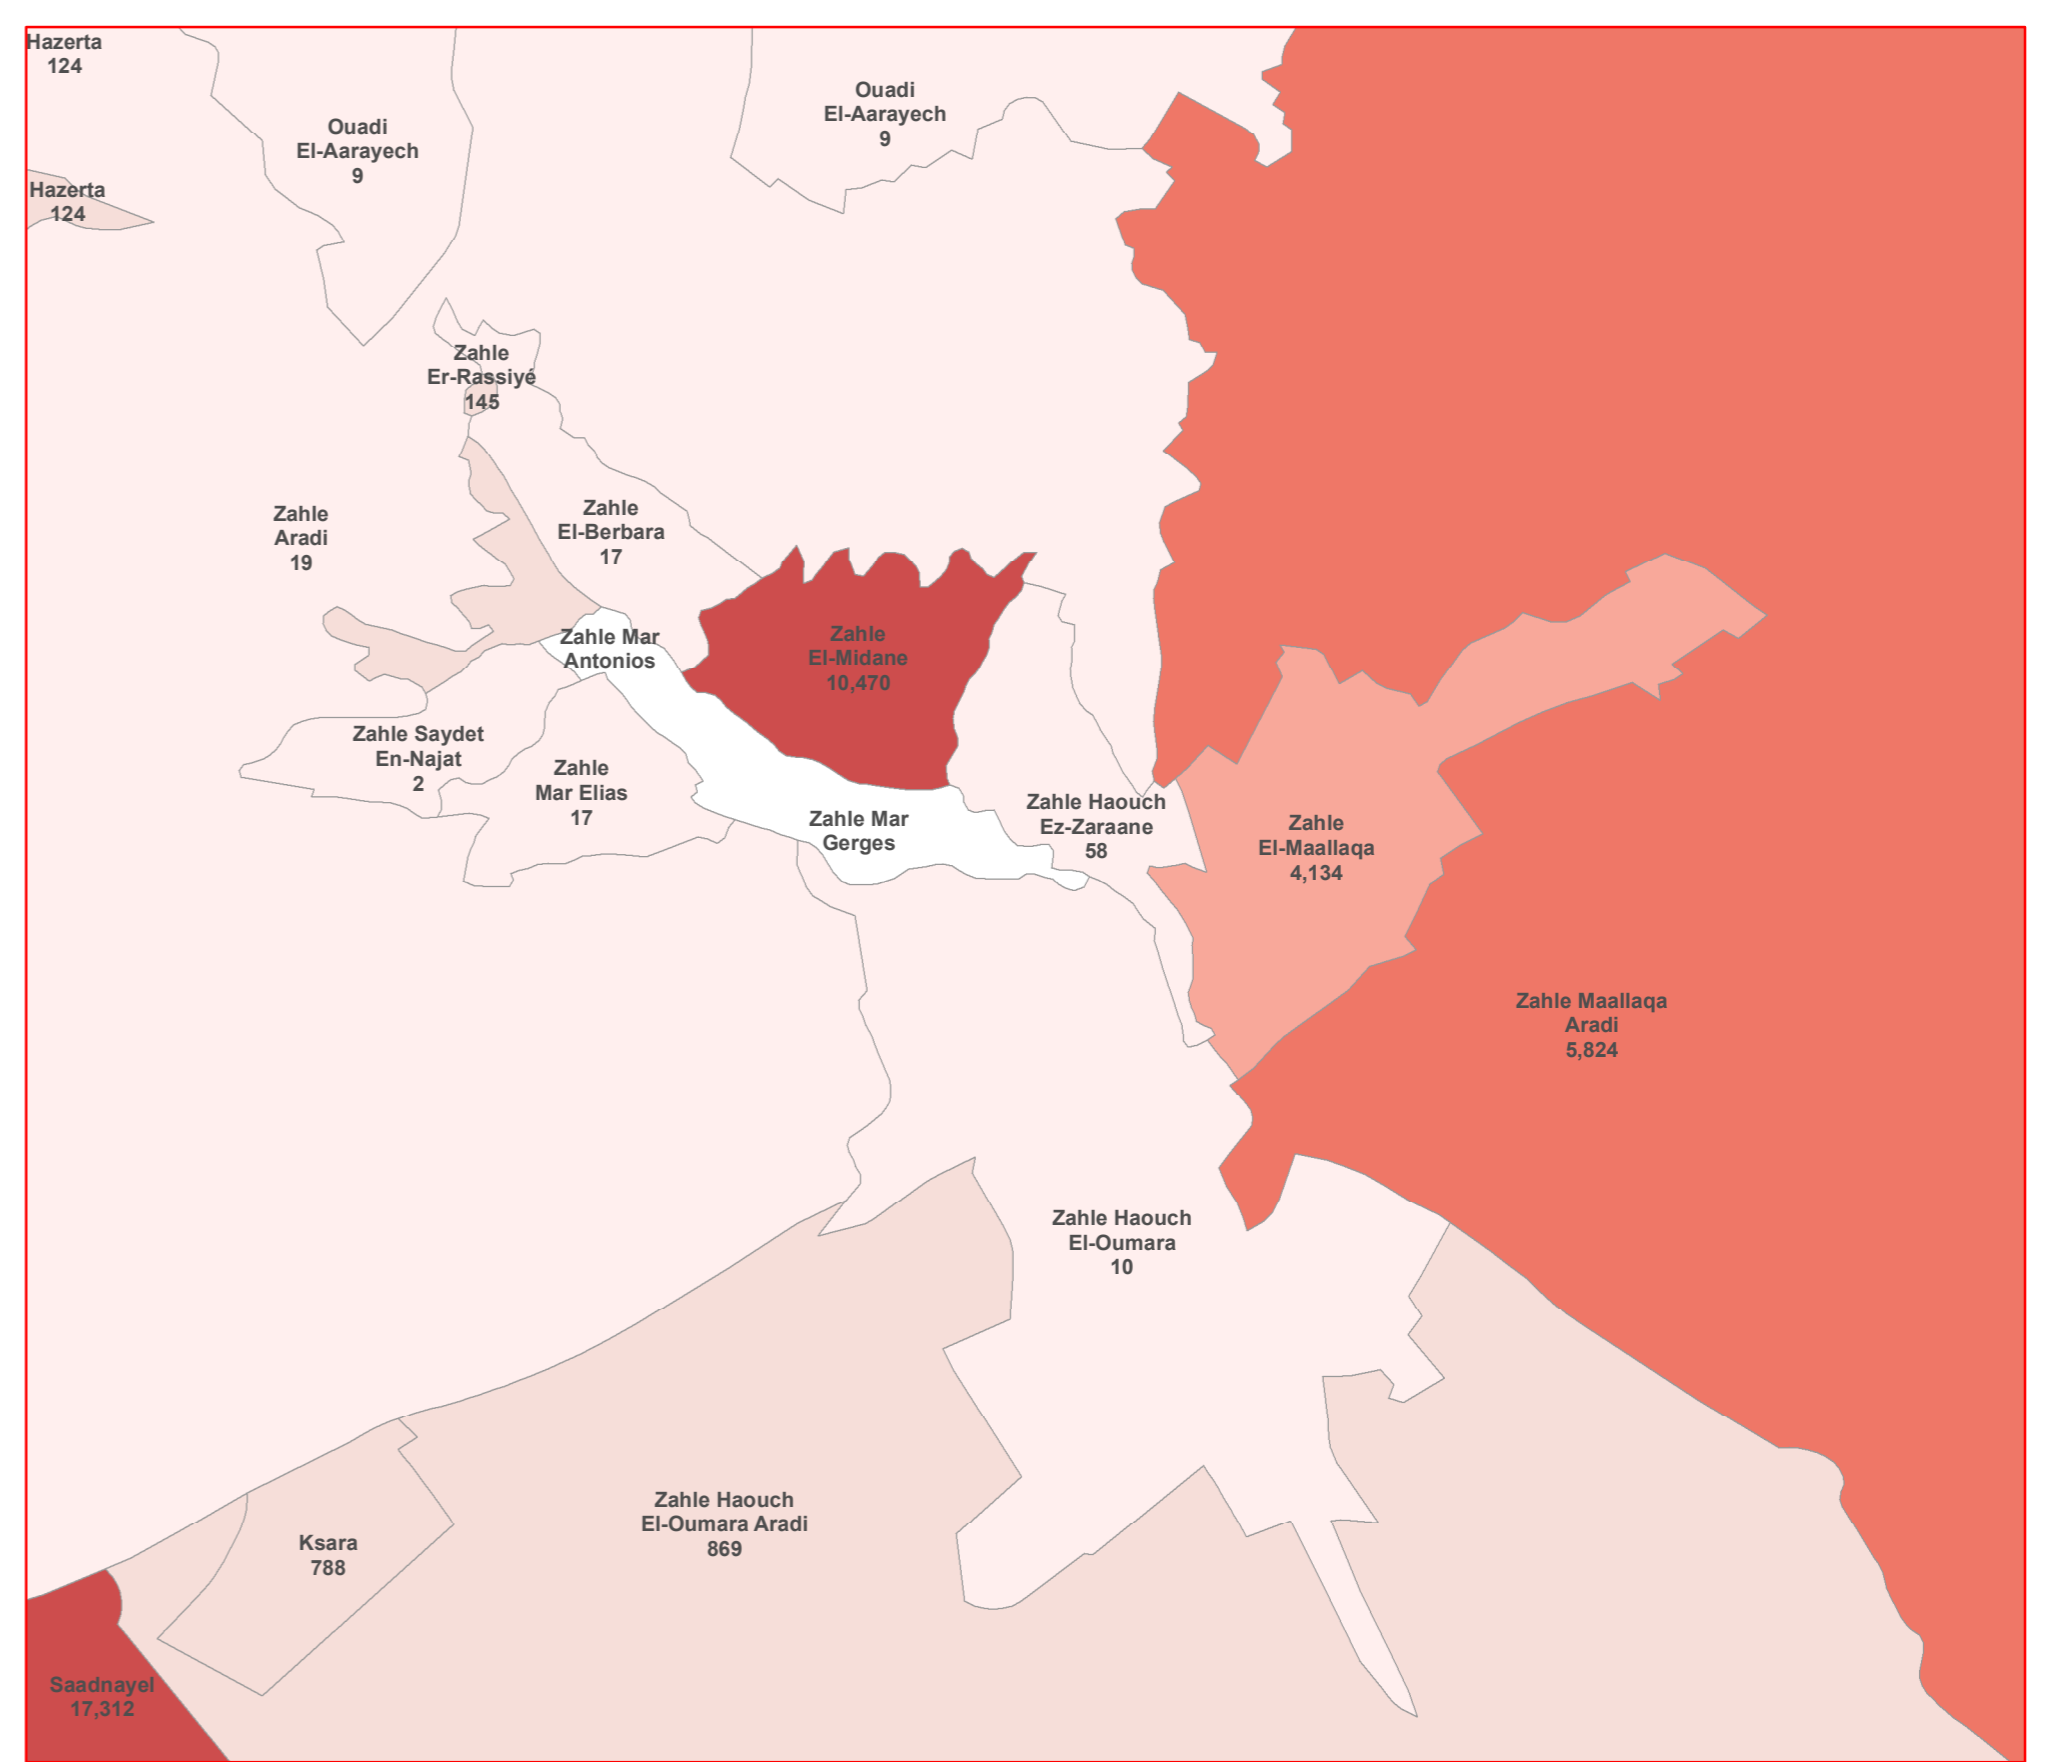 Hazerta
124
Ouadi
El-Aarayech
9
Ouadi
El-Aarayech
9
Hazerta
124
Zahle
Er-Rassiyé
145
Zahle
Aradi
19
Zahle
El-Berbara
17
Zahle Mar
Antonios
Zahle
El-Midane
10,470
Zahle Saydet
En-Najat
2
Zahle
Mar Elias
17
Zahle Mar
Gerges
Zahle Haouch
Ez-Zaraane
58
Zahle
El-Maallaqa
4,134
Zahle Maallaqa
Aradi
5,824
Zahle Haouch
El-Oumara
10
Zahle Haouch
El-Oumara Aradi
869
Ksara
788
Saadnayel
17,312